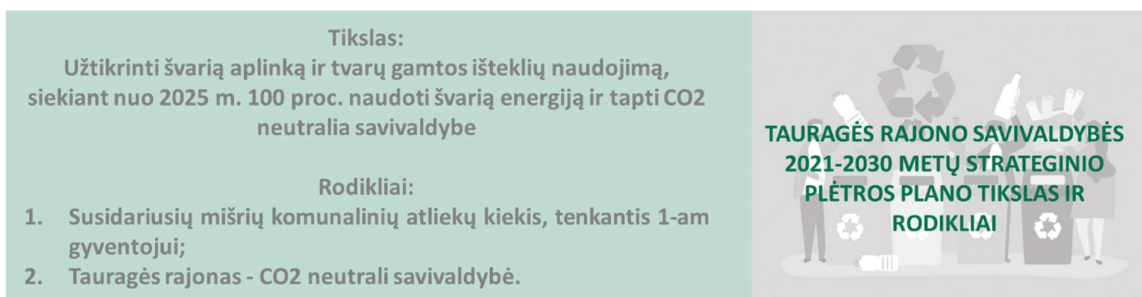 Tikslas:
Užtikrinti švarią aplinką ir tvarų gamtos išteklių naudojimą,
siekiant nuo 2025 m. 100 proc. naudoti švarią energiją ir tapti CO2
neutralia savivaldybe
Rodikliai:
1. Susidariusių mišrių komunalinių atliekų kiekis, tenkantis 1-am
gyventojui;
2. Tauragės rajonas - CO2 neutrali savivaldybė.
TAURAGĖS RAJONO SAVIVALDYBĖS
2021-2030 METŲ STRATEGINIO
PLĖTROS PLANO TIKSLAS IR
RODIKLIAI